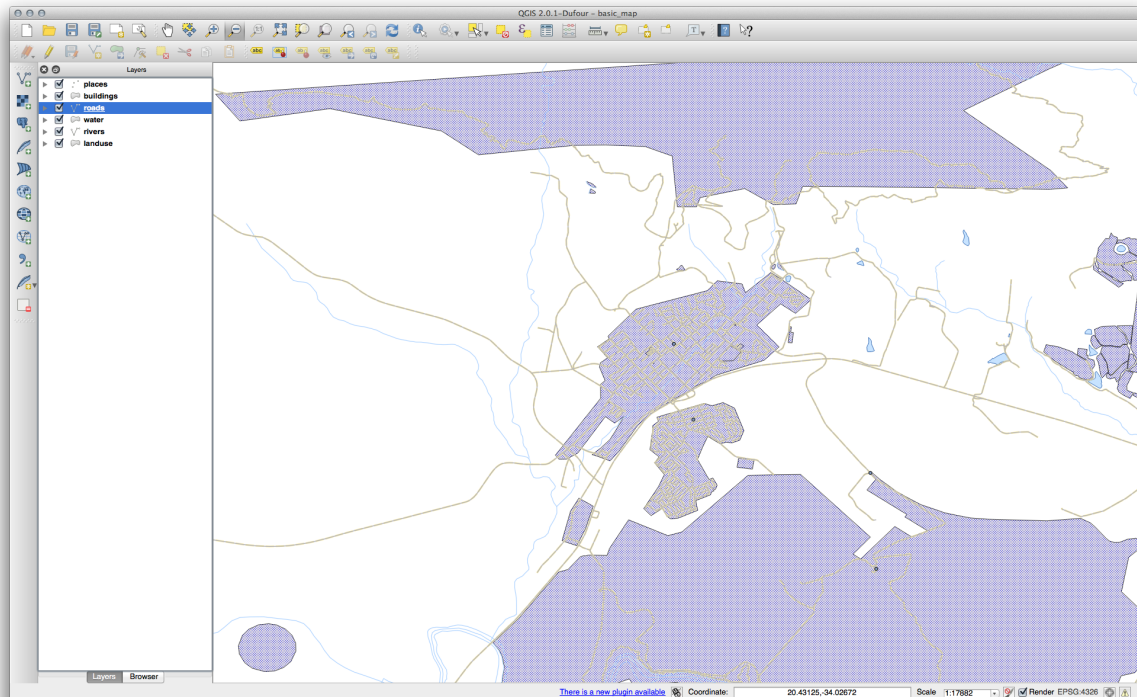 QGIS 2.0.1-Dufour - basic_map
Layers
places
buildings
roads
water
rivers
landuse
Layers Browser
There is a new plugin available Coordinate: 20.43125,-34.02672 Scale 1:17882 Render EPSG:4326